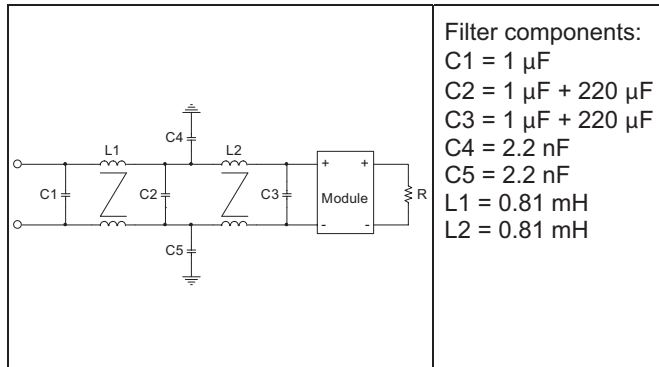 L1
L2
C4
C1
C2
C3
C5
+
+
-
-
Module
R
Filter components:
C1 = 1 µF
C2 = 1 µF + 220 µF
C3 = 1 µF + 220 µF
C4 = 2.2 nF
C5 = 2.2 nF
L1 = 0.81 mH
L2 = 0.81 mH